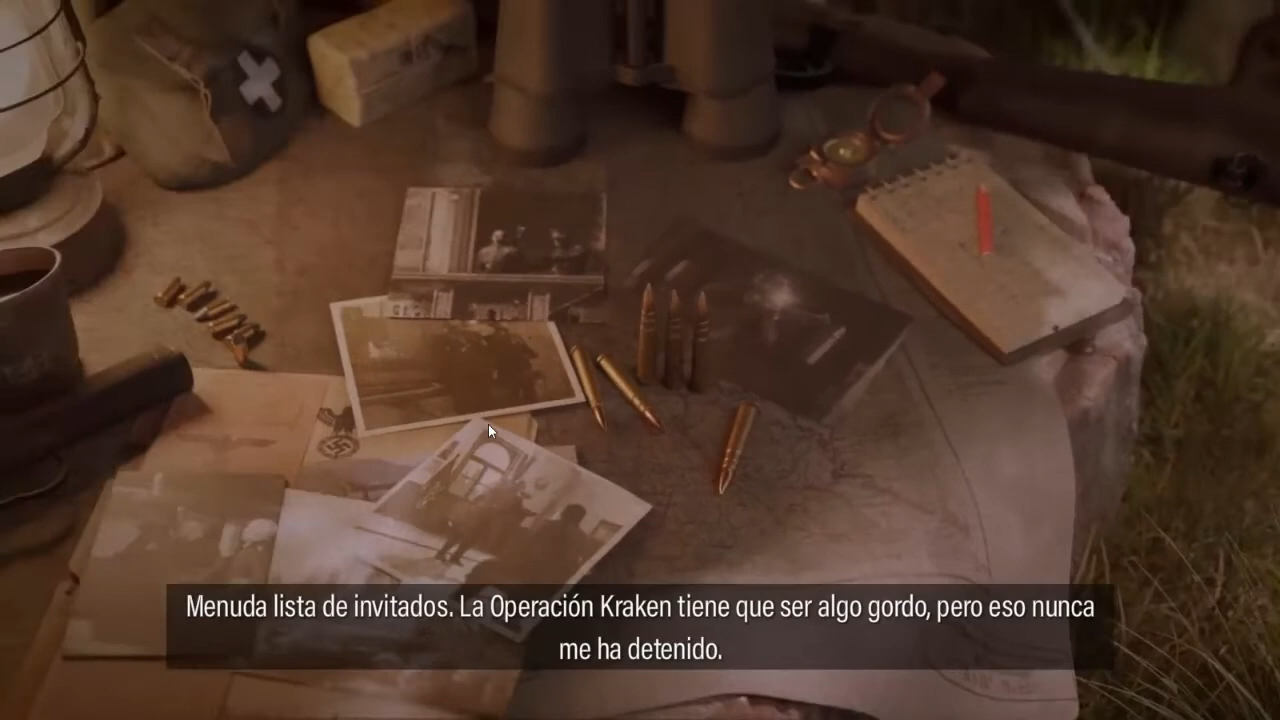 Menuda lista de invitados. La Operación Kraken tiene que ser algo gordo, pero eso nunca
me ha detenido.